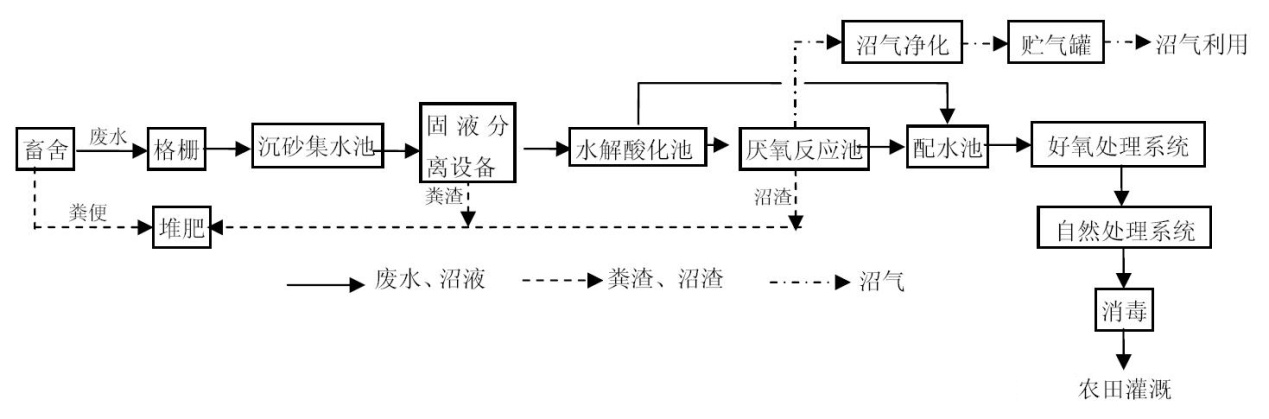 沼气净化
贮气罐
沼气利用
畜舍
废水
格栅
沉砂集水池
固液分
离设备
水解酸化池
厌氧反应池
配水池
好氧处理系统
粪便
堆肥
粪渣
沼渣
自然处理系统
废水、沼液
粪渣、沼渣
沼气
消毒
农田灌溉